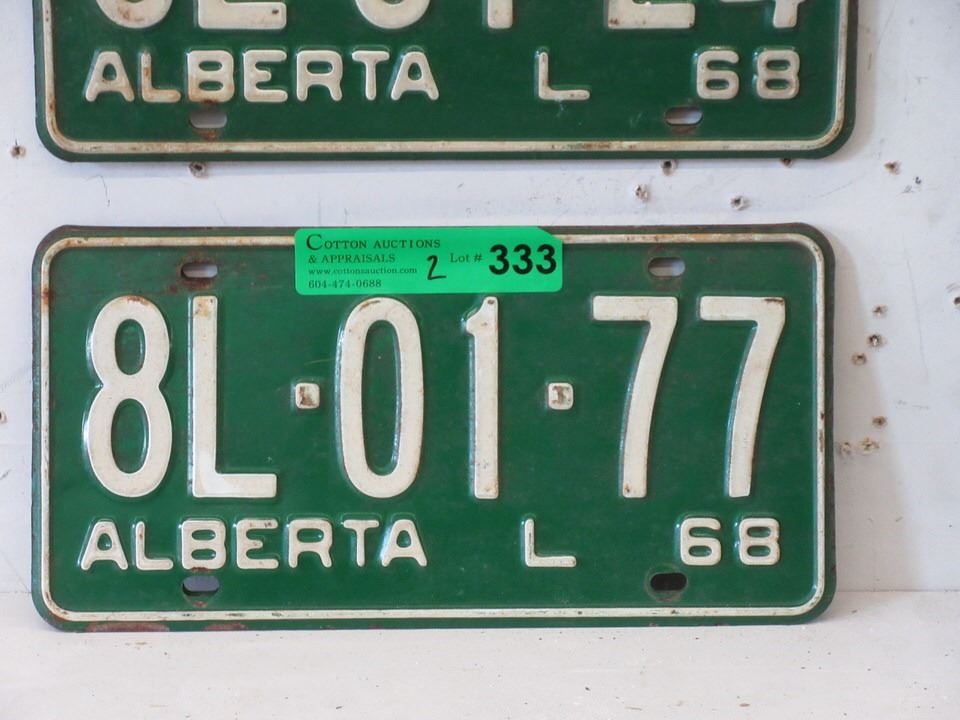 ALBERTA L 68
COTTON AUCTIONS
& APPRAISALS
www.cottonsauction.com
604-474-0688
2
Lot # 333
8L·01·77
ALBERTA L 68